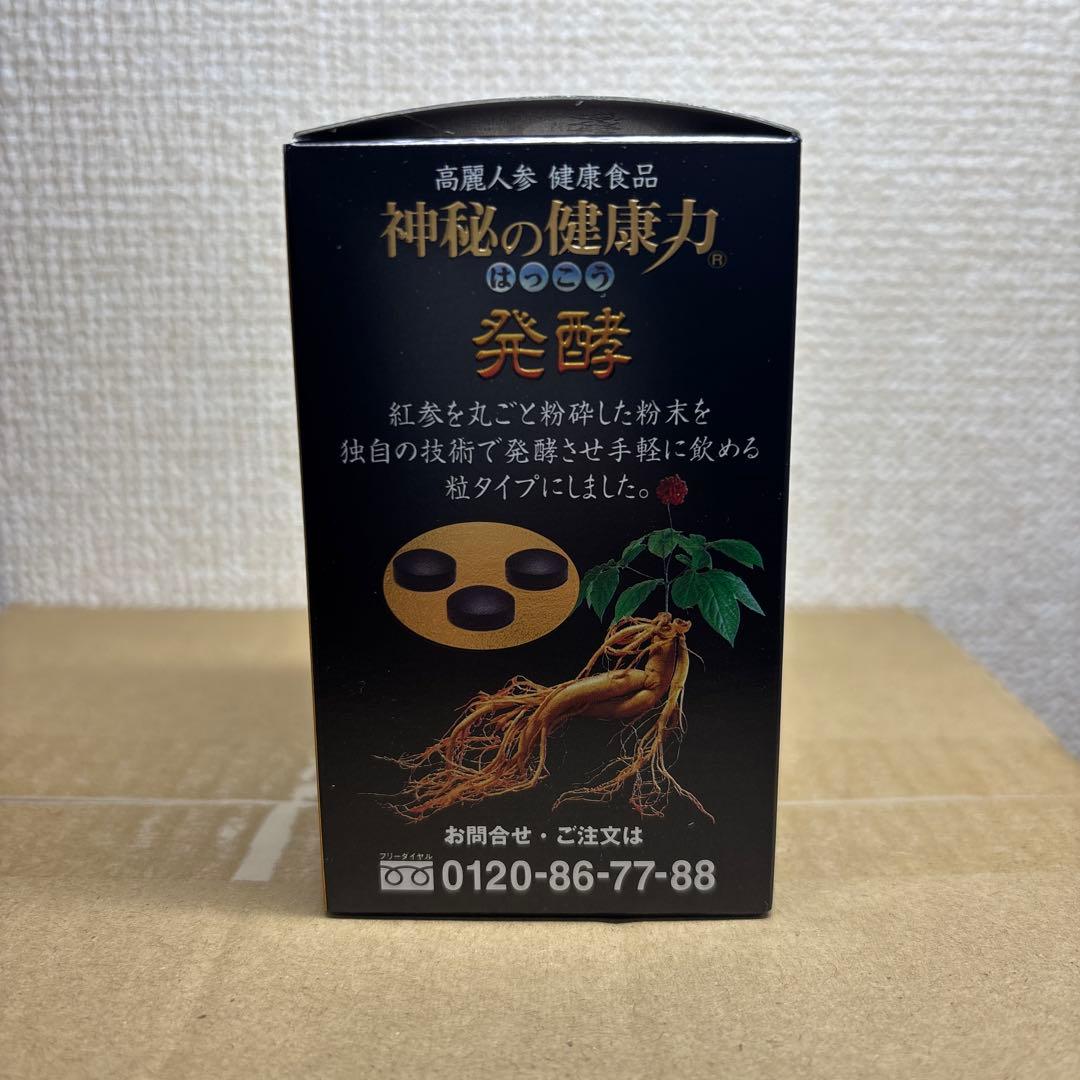 高麗人参 健康食品
神秘の健康力®
はっこう
発酵
紅参を丸ごと粉砕した粉末を
独自の技術で発酵させ手軽に飲める
粒タイプにしました。
お問合せ・ご注文は
フリーダイヤル
0120-86-77-88